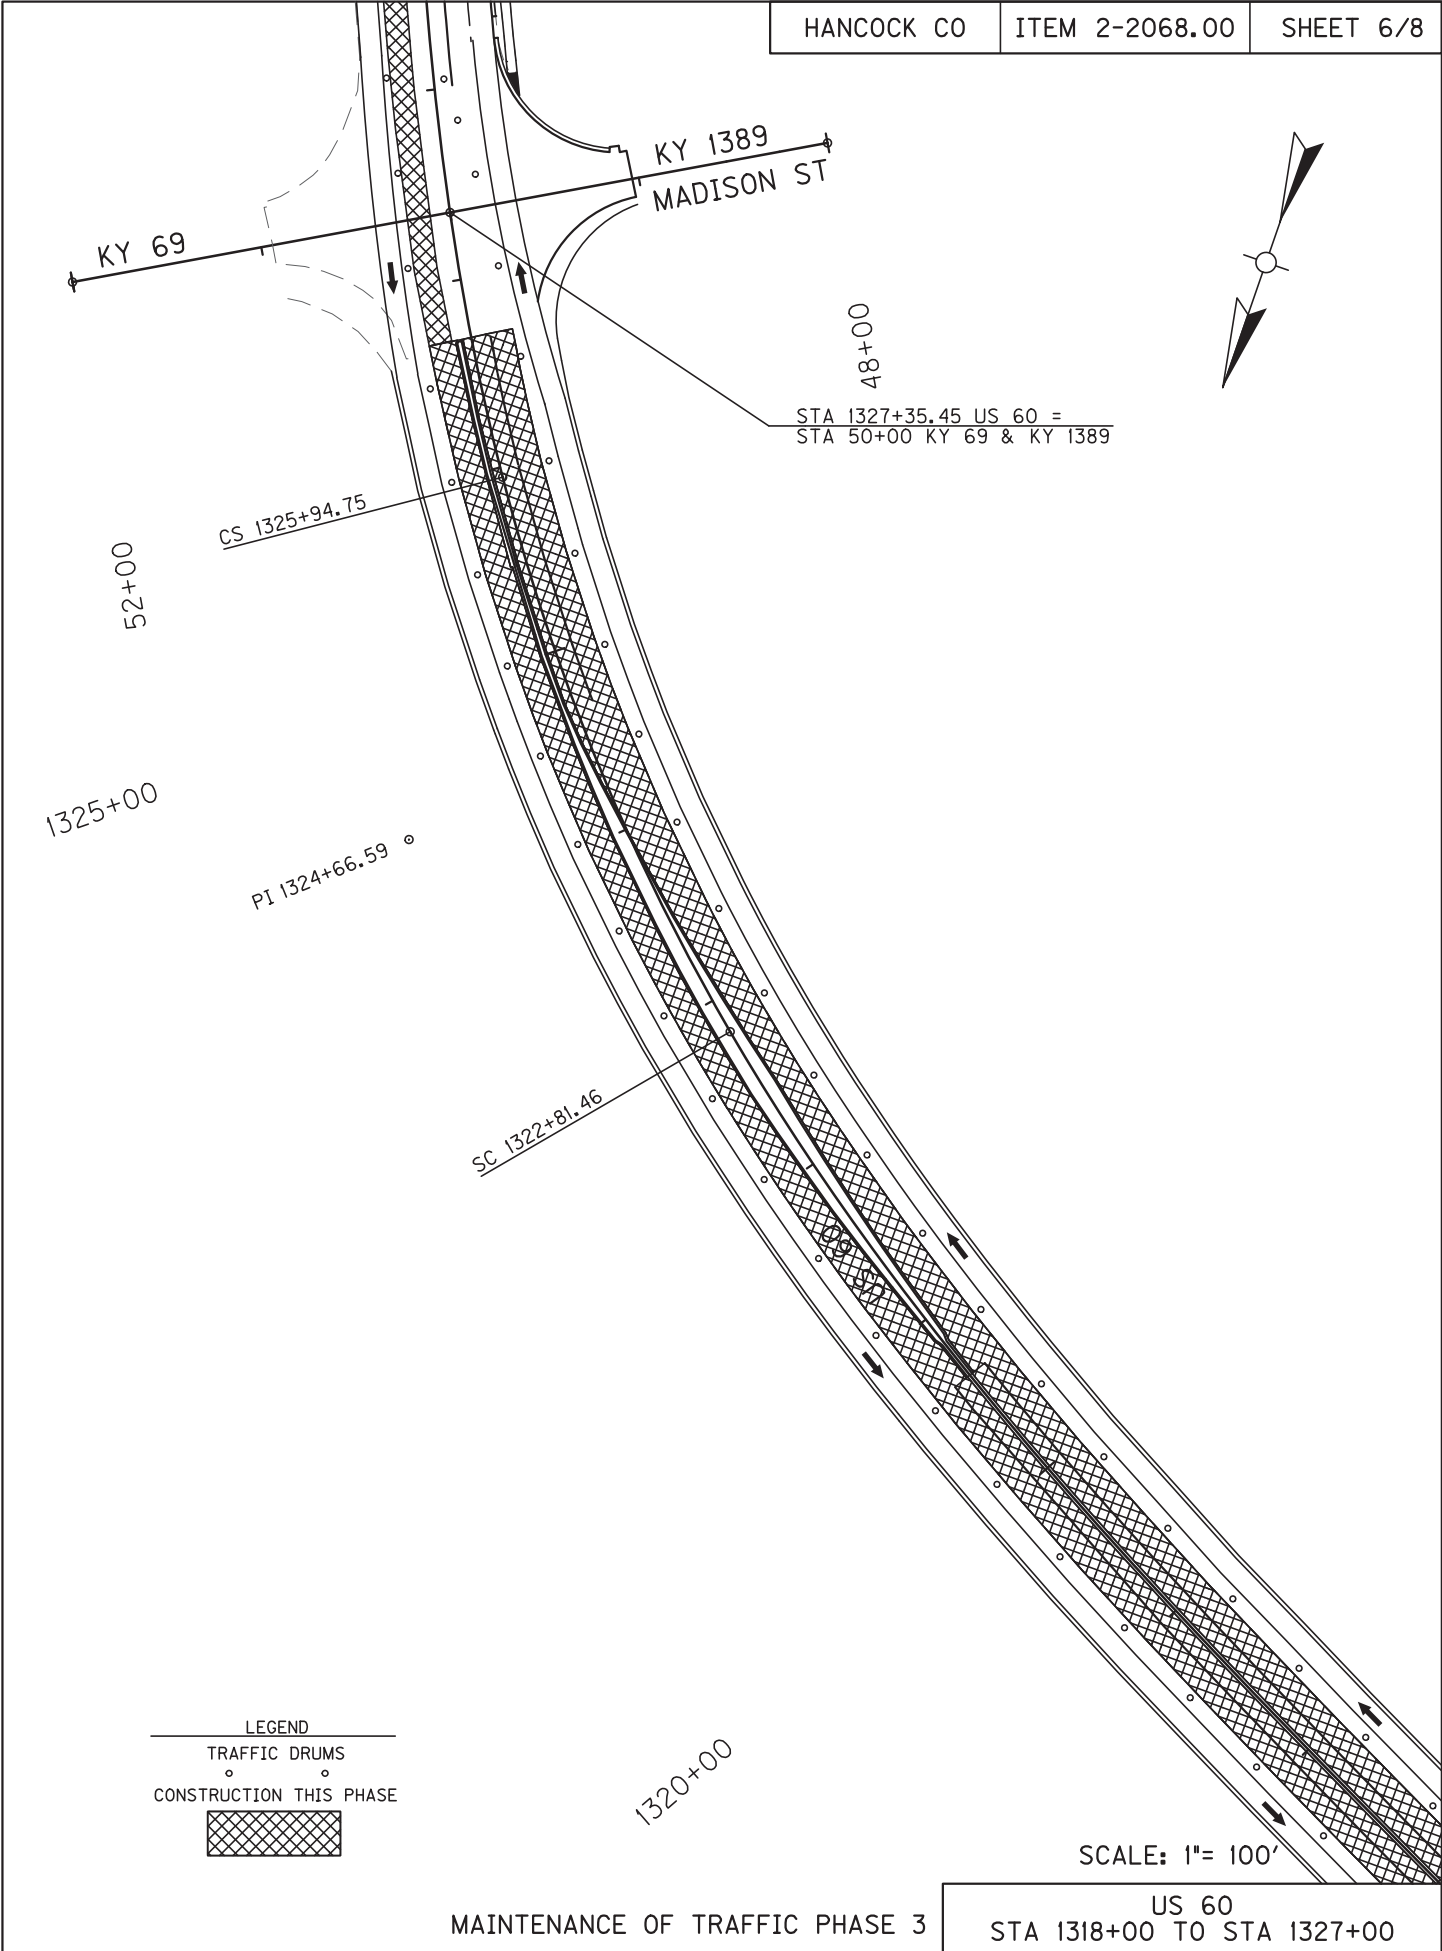 HANCOCK CO
ITEM 2-2068.00
SHEET 6/8
KY 1389
MADISON ST
KY 69
48+00
STA 1327+35.45 US 60 =
STA 50+00 KY 69 & KY 1389
CS 1325+94.75
52+00
1325+00
PI 1324+66.59
SC 1322+81.46
US 60
LEGEND
TRAFFIC DRUMS
CONSTRUCTION THIS PHASE
1320+00
SCALE: 1"= 100'
MAINTENANCE OF TRAFFIC PHASE 3
US 60
STA 1318+00 TO STA 1327+00